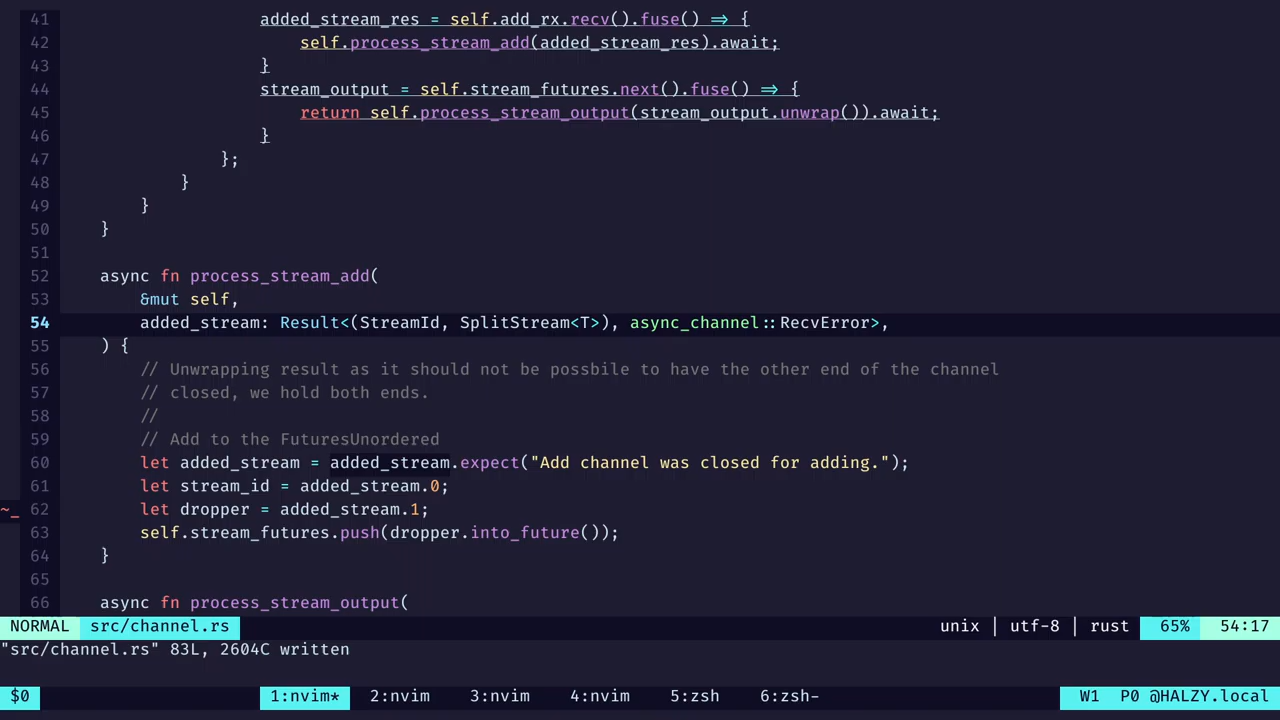 41                     added_stream_res = self.add_rx.recv().fuse() => {
42                         self.process_stream_add(added_stream_res).await;
43                     }
44                     stream_output = self.stream_futures.next().fuse() => {
45                         return self.process_stream_output(stream_output.unwrap()).await;
46                     }
47                 };
48             }
49         }
50     }
51
52     async fn process_stream_add(
53         &mut self,
54         added_stream: Result<(StreamId, SplitStream<T>), async_channel::RecvError>,
55     ) {
56         // Unwrapping result as it should not be possbile to have the other end of the channel
57         // closed, we hold both ends.
58         //
59         // Add to the FuturesUnordered
60         let added_stream = added_stream.expect("Add channel was closed for adding.");
61         let stream_id = added_stream.0;
~_ 62         let dropper = added_stream.1;
63         self.stream_futures.push(dropper.into_future());
64     }
65
66     async fn process_stream_output(
NORMAL src/channel.rs unix | utf-8 | rust 65% 54:17
"src/channel.rs" 83L, 2604C written
$0 1:nvim* 2:nvim 3:nvim 4:nvim 5:zsh 6:zsh- W1 P0 @HALZY.local